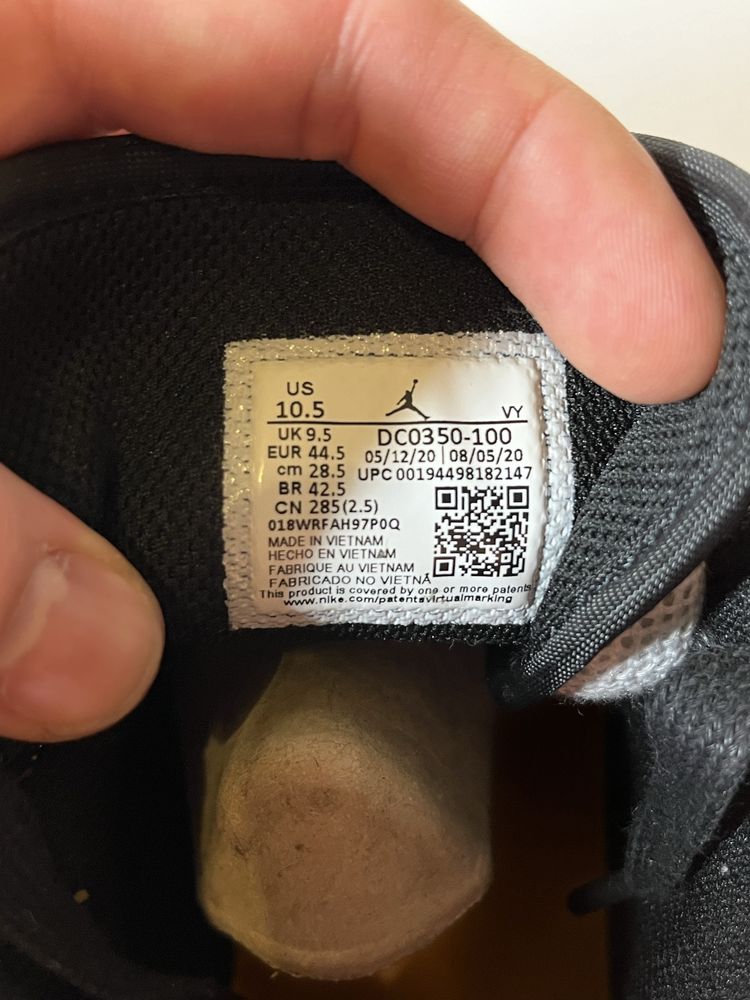 US
10.5 VY
UK 9.5 DC0350-100
EUR 44.5 05/12/20 | 08/05/20
cm 28.5 UPC 00194498182147
BR 42.5
CN 285(2.5)
018WRFAH97P0Q
MADE IN VIETNAM
HECHO EN VIETNAM
FABRIQUE AU VIETNAM
FABRICADO NO VIETNÃ
This product is covered by one or more patents
www.nike.com/patentsvirtualmarking